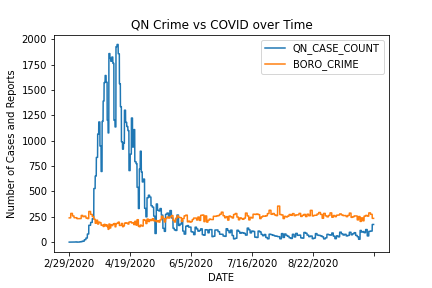 QN Crime vs COVID over Time
QN_CASE_COUNT
BORO_CRIME
Number of Cases and Reports
2000
1750
1500
1250
1000
750
500
250
0
2/29/2020 4/19/2020 6/5/2020 7/16/2020 8/22/2020
DATE